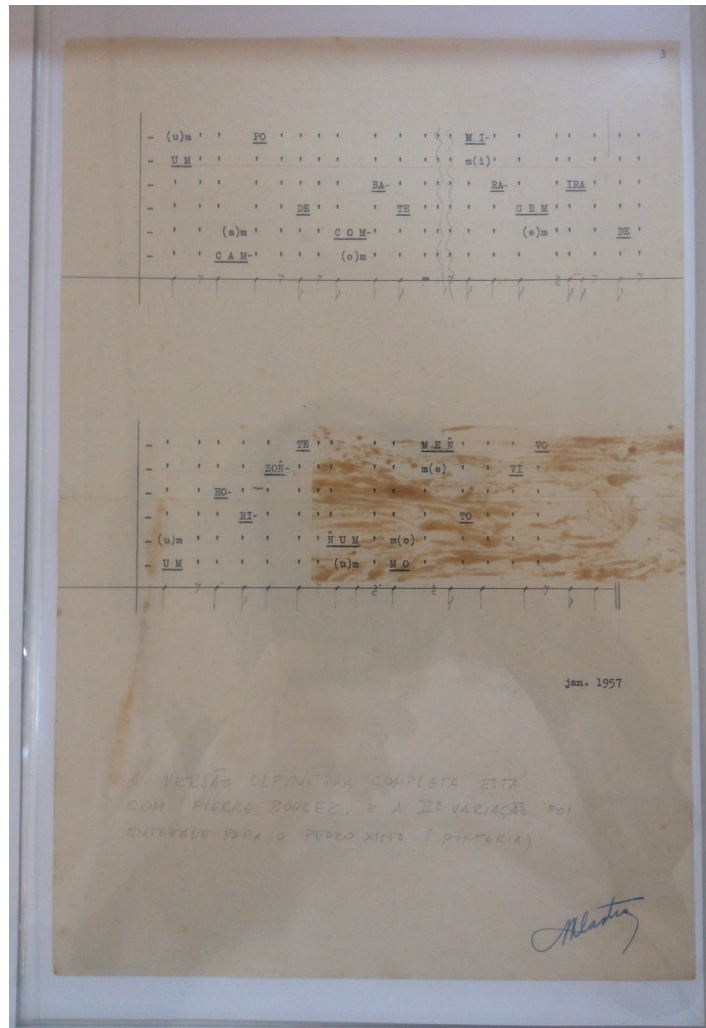 3
- (u)m ' ' PO ' ' ' ' ' ' ' ' ' MI- ' ' ' ' ' ' '
- UM ' ' ' ' ' ' ' ' ' ' ' ' m(i) ' ' ' ' ' ' '
- ' ' ' ' ' ' ' ' BA- ' ' ' ' ' RA- ' ' IRA ' ' '
- ' ' ' ' ' DE ' ' ' TE ' ' ' ' ' GEM ' ' ' ' '
- ' ' (a)m ' ' ' COM- ' ' ' ' ' ' ' (e)m ' ' ' DE '
- ' ' CAM- ' ' ' (o)m ' ' ' ' ' ' ' ' ' ' ' ' '
- ' ' ' ' ' TE ' ' ' ' ' MEÑ ' ' ' VO
- ' ' ' ' ZOÑ- ' ' ' ' ' ' m(e) ' ' VI '
- ' ' HO- ' ' ' ' ' ' ' ' ' ' ' ' '
- ' ' ' RI- ' ' ' ' ' ' ' ' TO ' ' '
- (u)m ' ' ' ' ' ' ÑUM ' m(o) ' ' ' ' '
- UM ' ' ' ' ' ' (u)m ' MO ' ' ' ' '
jan. 1957
A VERSÃO DEFINITIVA COMPLETA ESTÁ
COM PIERRE BOULEZ, E A IIª VARIAÇÃO FOI
ENTREGUE PARA O PEDRO XISTO (PORTARIA)